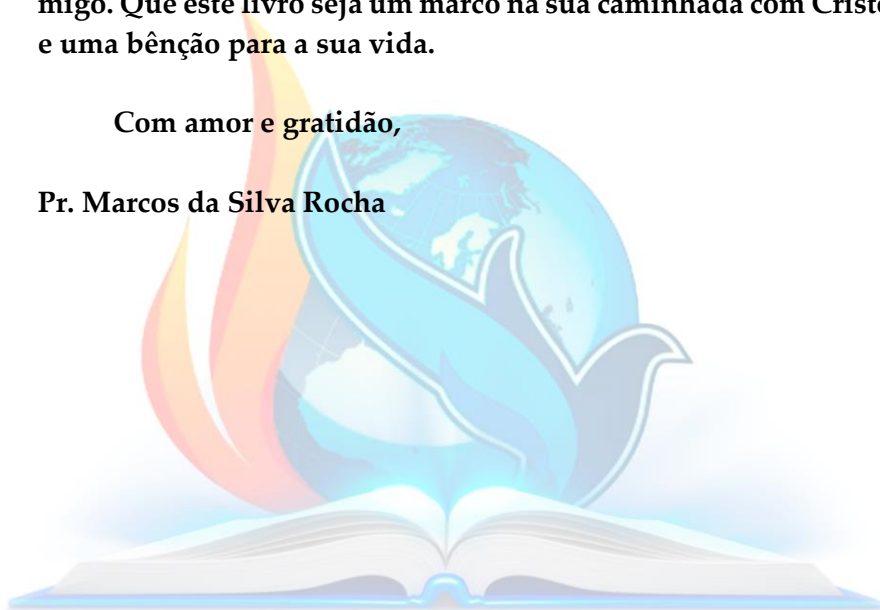 migo. Que este livro seja um marco na sua caminhada com Cristo
e uma bênção para a sua vida.
Com amor e gratidão,
Pr. Marcos da Silva Rocha